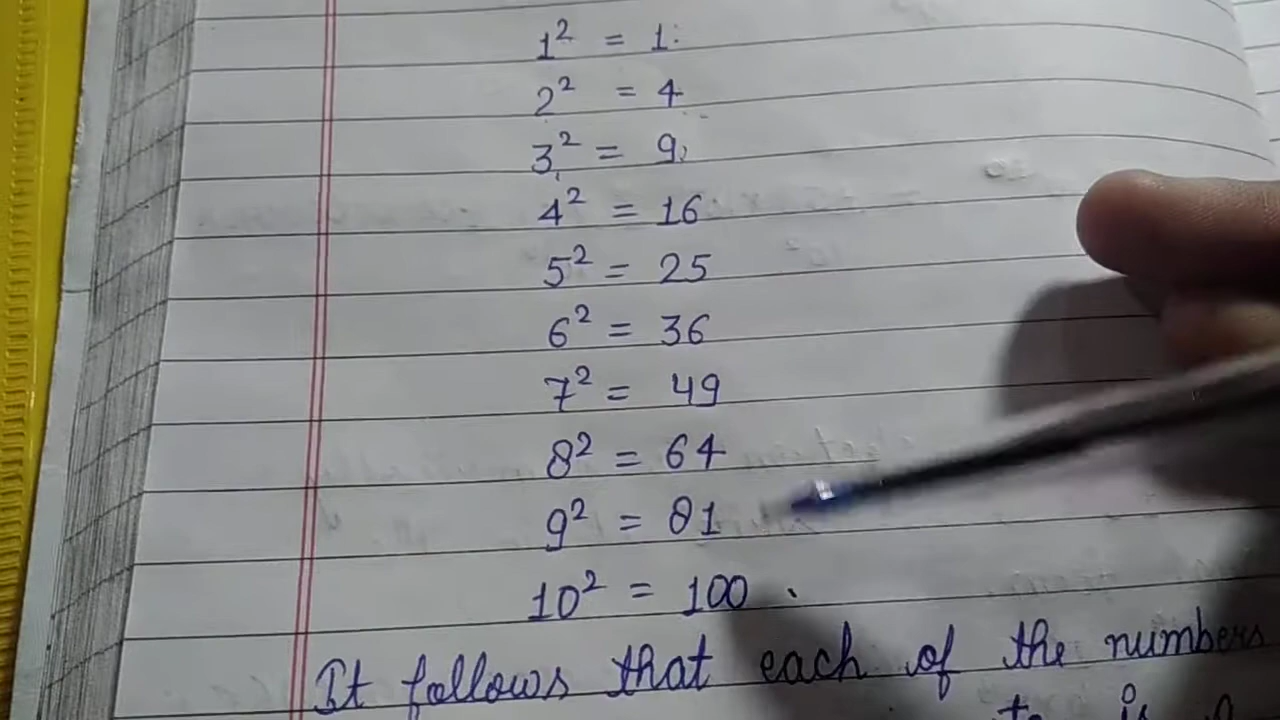 1² = 1
2² = 4
3² = 9,
4² = 16
5² = 25
6² = 36
7² = 49
8² = 64
9² = 81
10² = 100.
It follows that each of the numbers
is